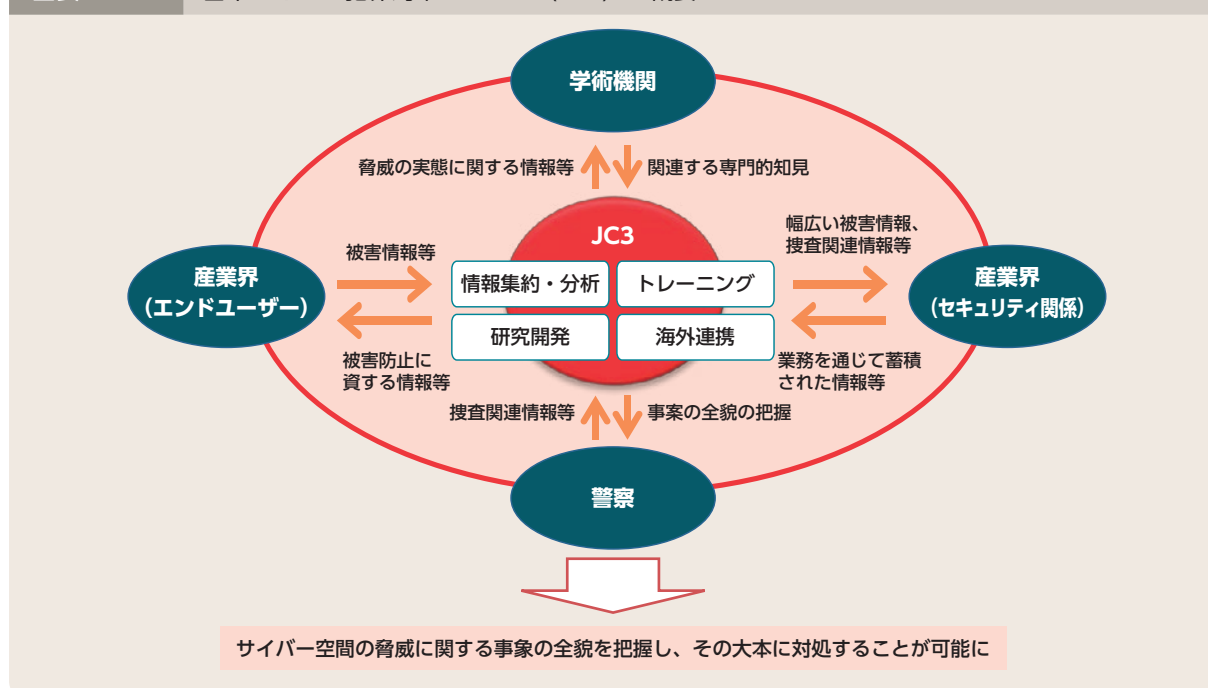 学術機関
脅威の実態に関する情報等
関連する専門的知見
JC3
情報集約・分析
トレーニング
研究開発
海外連携
産業界
(エンドユーザー)
被害情報等
被害防止に
資する情報等
幅広い被害情報、
捜査関連情報等
産業界
(セキュリティ関係)
業務を通じて蓄積
された情報等
捜査関連情報等
事案の全貌の把握
警察
サイバー空間の脅威に関する事象の全貌を把握し、その大本に対処することが可能に